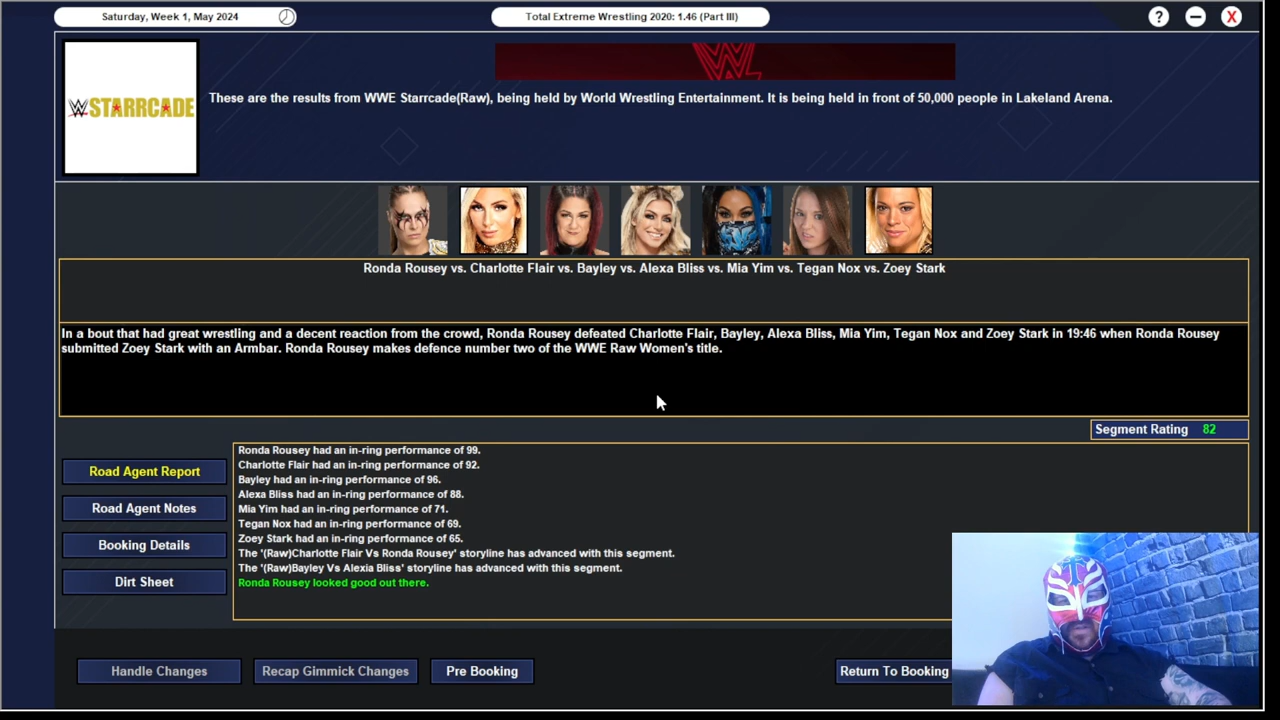 Saturday, Week 1, May 2024
Total Extreme Wrestling 2020: 1.46 (Part III)
?
X
W STARRCADE
These are the results from WWE Starrcade(Raw), being held by World Wrestling Entertainment. It is being held in front of 50,000 people in Lakeland Arena.
Ronda Rousey vs. Charlotte Flair vs. Bayley vs. Alexa Bliss vs. Mia Yim vs. Tegan Nox vs. Zoey Stark
In a bout that had great wrestling and a decent reaction from the crowd, Ronda Rousey defeated Charlotte Flair, Bayley, Alexa Bliss, Mia Yim, Tegan Nox and Zoey Stark in 19:46 when Ronda Rousey
submitted Zoey Stark with an Armbar. Ronda Rousey makes defence number two of the WWE Raw Women's title.
Segment Rating 82
Road Agent Report
Road Agent Notes
Booking Details
Dirt Sheet
Ronda Rousey had an in-ring performance of 99.
Charlotte Flair had an in-ring performance of 92.
Bayley had an in-ring performance of 96.
Alexa Bliss had an in-ring performance of 88.
Mia Yim had an in-ring performance of 71.
Tegan Nox had an in-ring performance of 69.
Zoey Stark had an in-ring performance of 65.
The '(Raw)Charlotte Flair Vs Ronda Rousey' storyline has advanced with this segment.
The '(Raw)Bayley Vs Alexia Bliss' storyline has advanced with this segment.
Ronda Rousey looked good out there.
Handle Changes
Recap Gimmick Changes
Pre Booking
Return To Booking